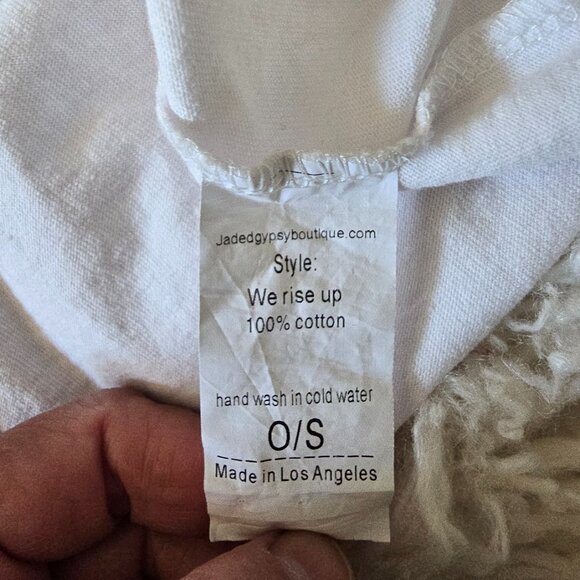 Jadedgypsyboutique.com
Style:
We rise up
100% cotton
hand wash in cold water
O/S
Made in Los Angeles